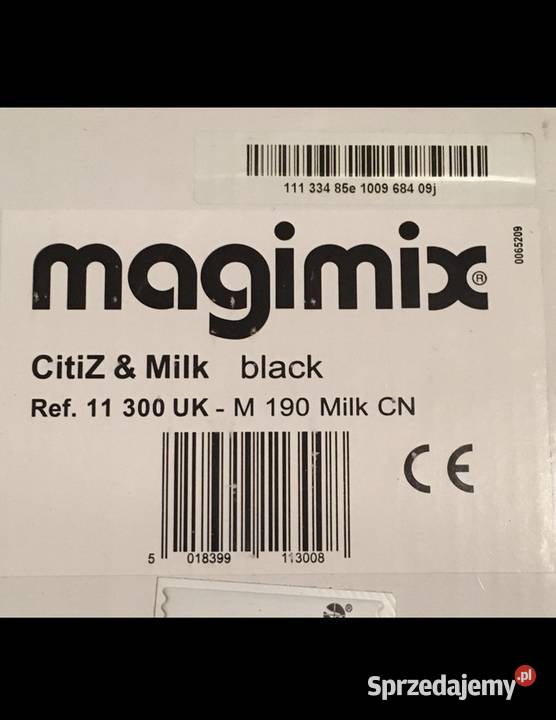 111 334 85e 1009 684 09j
0065209
magimix®
CitiZ & Milk black
Ref. 11 300 UK - M 190 Milk CN
CE
5 018399 113008
®
Sprzedajemy.pl